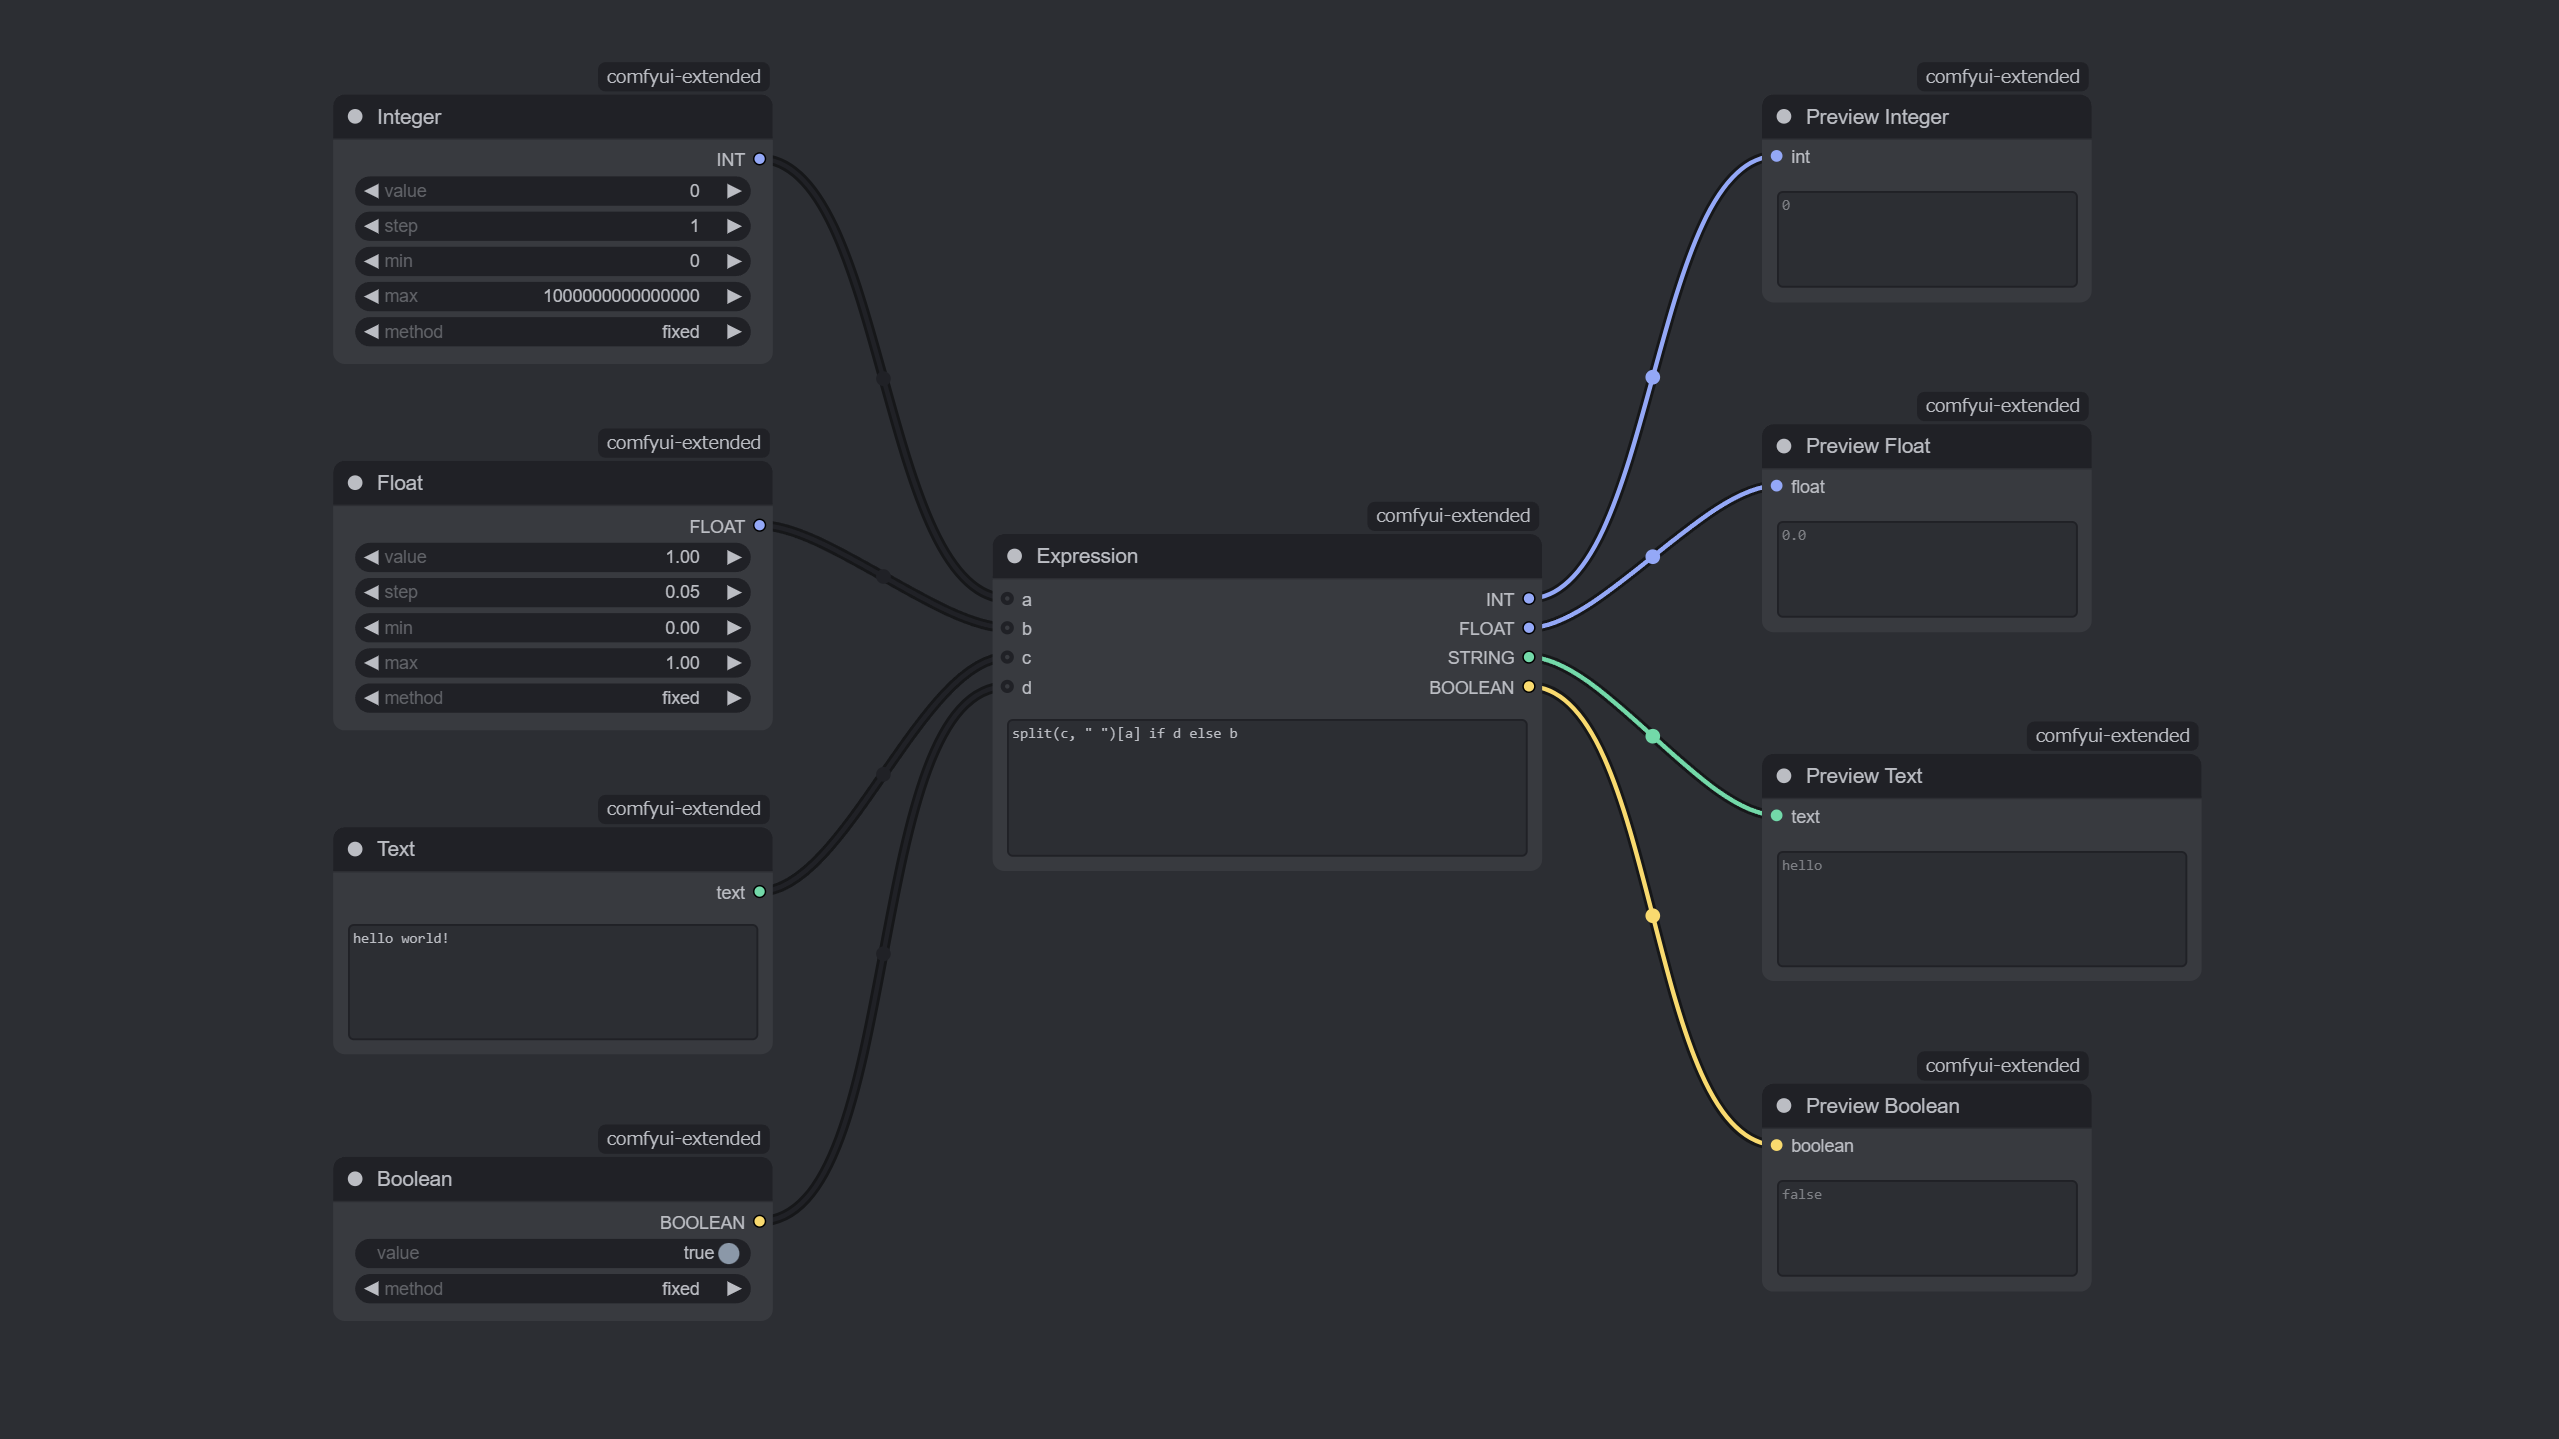 comfyui-extended
Integer
INT
value 0
step 1
min 0
max 1000000000000000
method fixed
comfyui-extended
Float
FLOAT
value 1.00
step 0.05
min 0.00
max 1.00
method fixed
comfyui-extended
Text
text
hello world!
comfyui-extended
Boolean
BOOLEAN
value true
method fixed
comfyui-extended
Expression
a INT
b FLOAT
c STRING
d BOOLEAN
split(c, " ")[a] if d else b
comfyui-extended
Preview Integer
int
0
comfyui-extended
Preview Float
float
0.0
comfyui-extended
Preview Text
text
hello
comfyui-extended
Preview Boolean
boolean
false